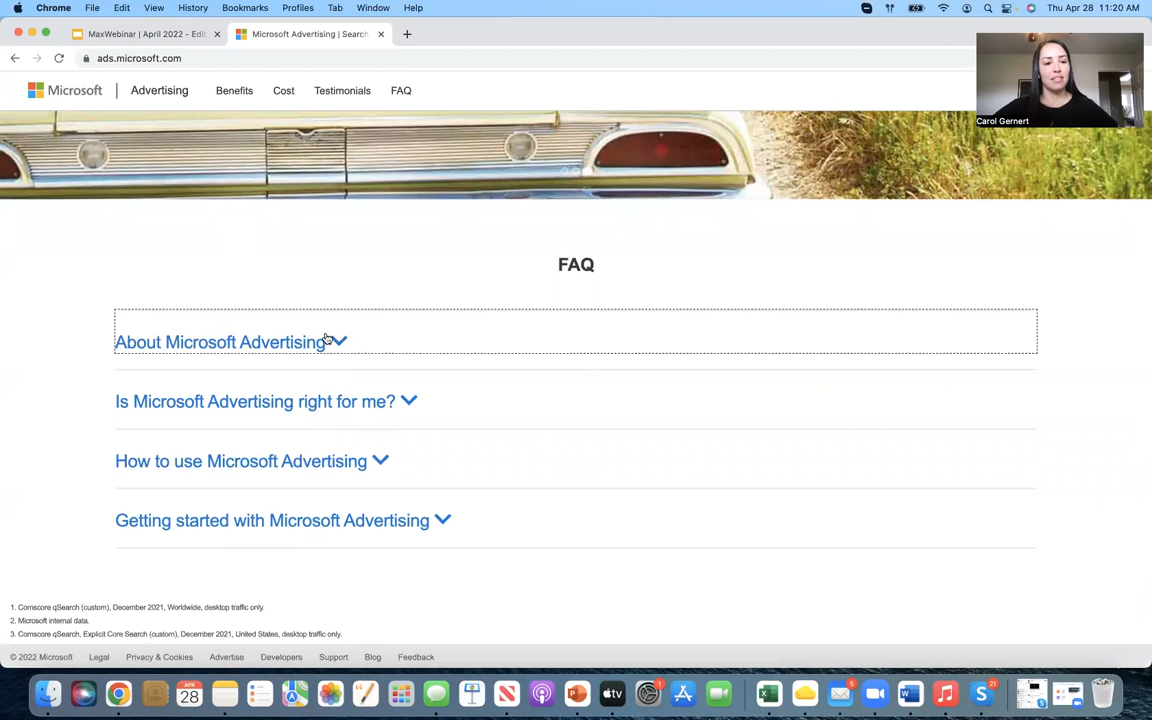 Chrome File Edit View History Bookmarks Profiles Tab Window Help Thu Apr 28 11:20 AM
MaxWebinar | April 2022 - Edit Microsoft Advertising | Search
ads.microsoft.com
Carol Gernert
Microsoft | Advertising Benefits Cost Testimonials FAQ
FAQ
About Microsoft Advertising
Is Microsoft Advertising right for me?
How to use Microsoft Advertising
Getting started with Microsoft Advertising
1. Comscore qSearch (custom), December 2021, Worldwide, desktop traffic only.
2. Microsoft internal data.
3. Comscore qSearch, Explicit Core Search (custom), December 2021, United States, desktop traffic only.
© 2022 Microsoft Legal Privacy & Cookies Advertise Developers Support Blog Feedback
APR
28
1
tv
5
21